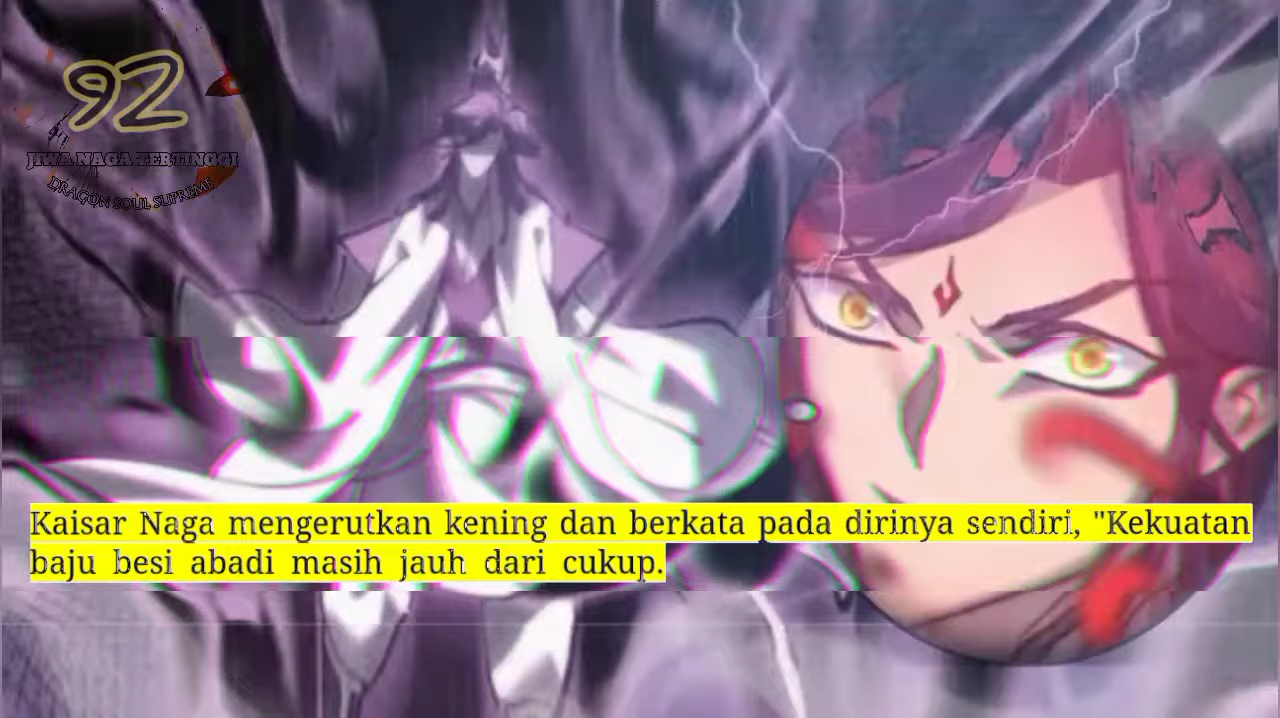 92
JIWA NAGA TERTINGGI
DRAGON SOUL SUPREME
Kaisar Naga mengerutkan kening dan berkata pada dirinya sendiri, "Kekuatan
baju besi abadi masih jauh dari cukup.